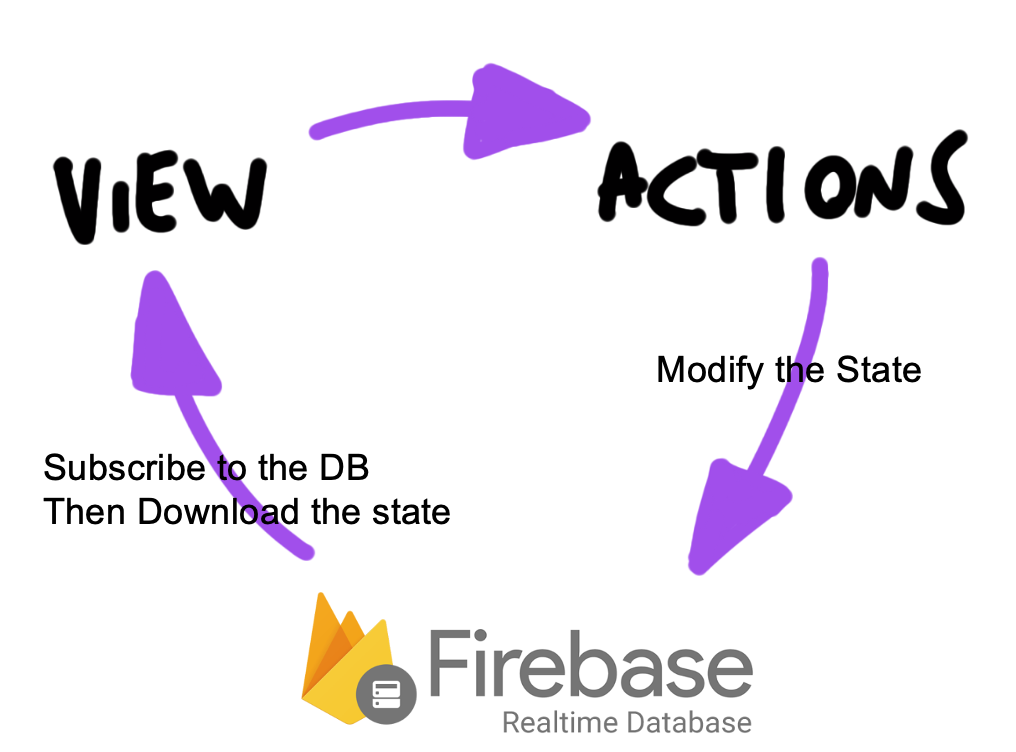 VIEW
ACTIONS
Modify the State
Subscribe to the DB
Then Download the state
Firebase
Realtime Database